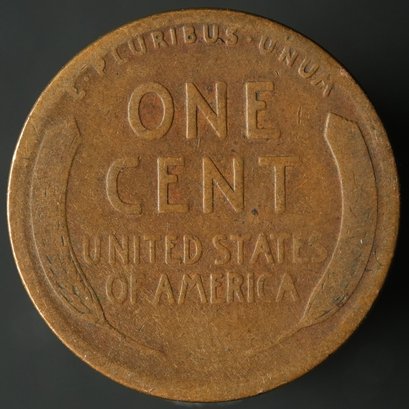 E·PLURIBUS·UNUM
ONE
CENT
UNITED STATES
OF AMERICA